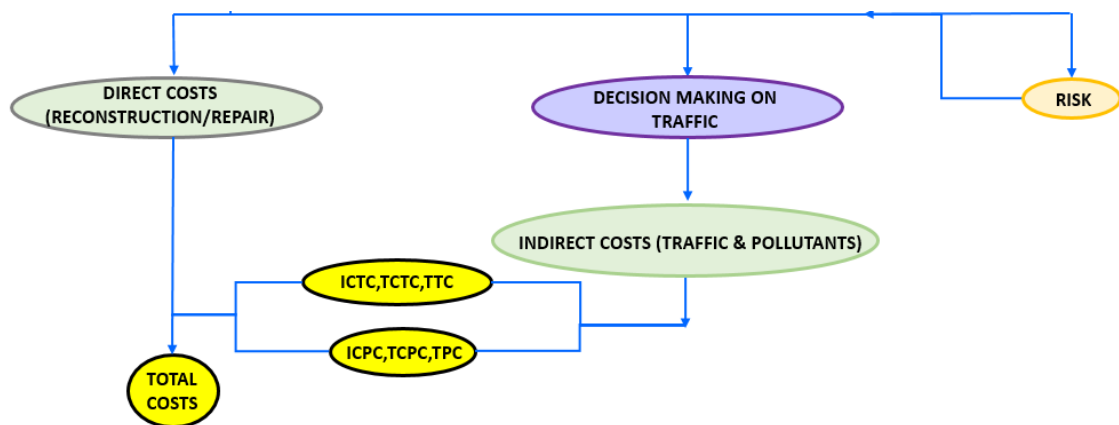 DIRECT COSTS
(RECONSTRUCTION/REPAIR)
DECISION MAKING ON
TRAFFIC
RISK
INDIRECT COSTS (TRAFFIC & POLLUTANTS)
ICTC,TCTC,TTC
ICPC,TCPC,TPC
TOTAL
COSTS